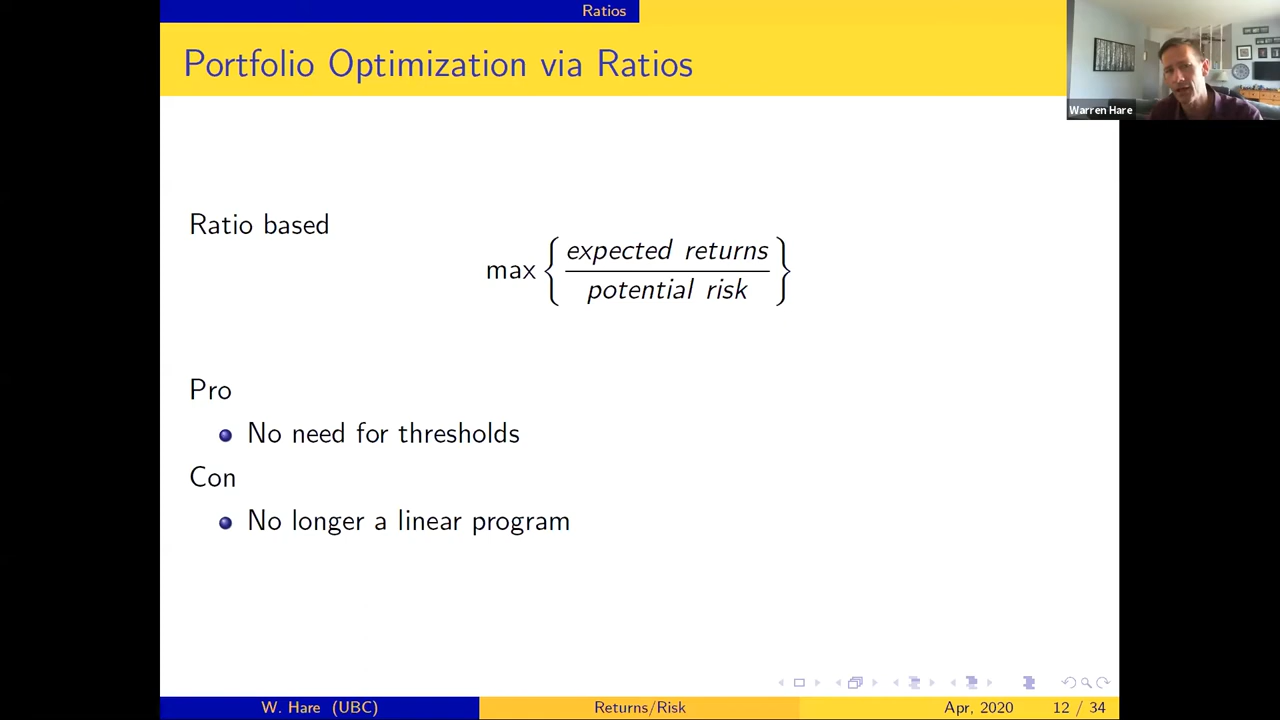 Ratios
Portfolio Optimization via Ratios
Warren Hare
Ratio based
max { expected returns / potential risk }
Pro
No need for thresholds
Con
No longer a linear program
W. Hare (UBC)
Returns/Risk
Apr, 2020 12 / 34